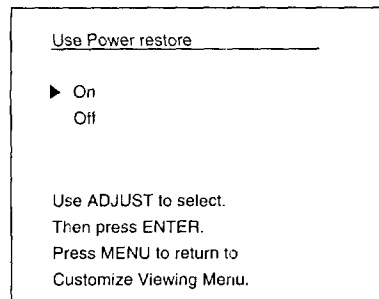 Use Power restore
▶ On
Off
Use ADJUST to select.
Then press ENTER.
Press MENU to return to
Customize Viewing Menu.